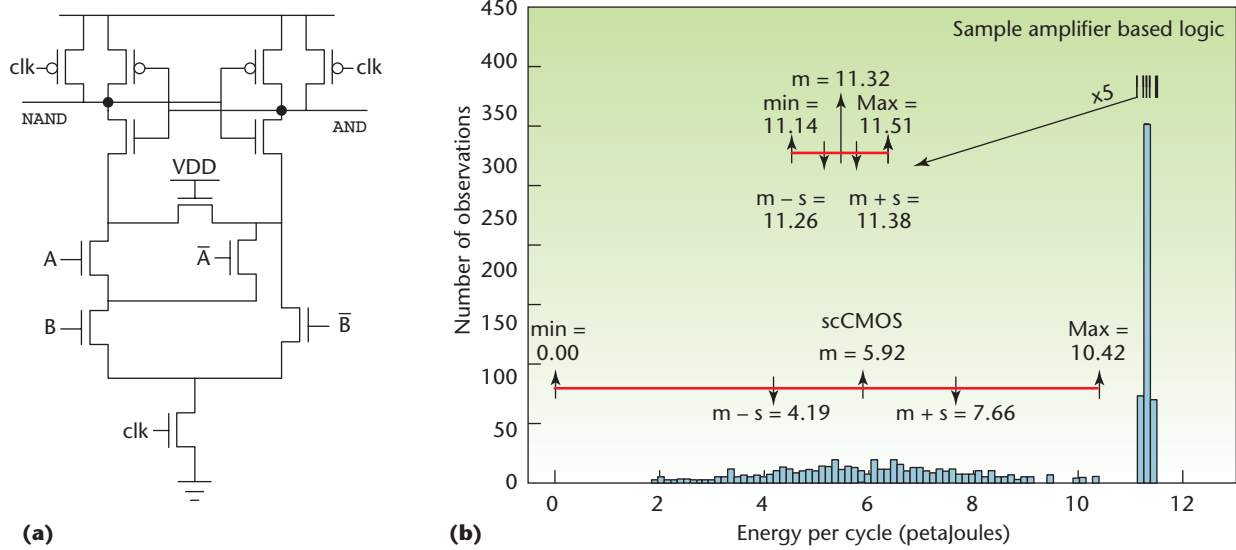 clk
clk
NAND
AND
VDD
A
A̅
B
B̅
clk
(a)
450
400
350
300
250
200
150
100
50
0
Number of observations
Sample amplifier based logic
m = 11.32
min =
11.14
Max =
11.51
x5
m – s =
11.26
m + s =
11.38
scCMOS
min =
0.00
m = 5.92
Max =
10.42
m – s = 4.19
m + s = 7.66
0
2
4
6
8
10
12
(b)
Energy per cycle (petaJoules)